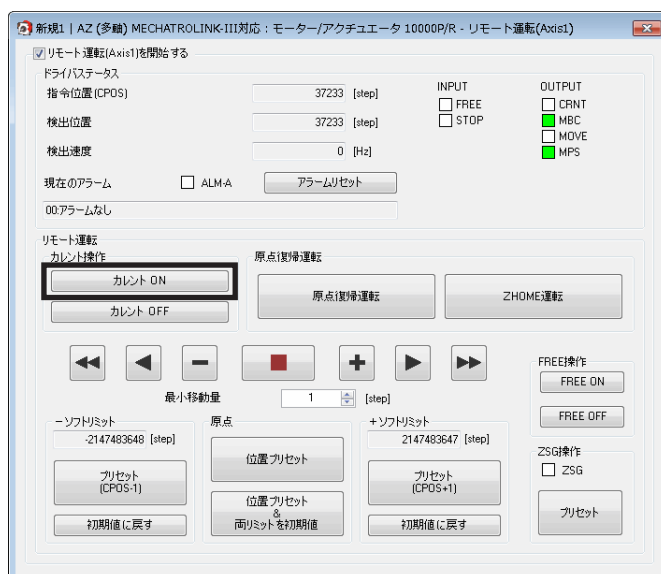 新規1 | AZ (多軸) MECHATROLINK-III対応：モーター/アクチュエータ 10000P/R - リモート運転(Axis1)
リモート運転(Axis1)を開始する
ドライバステータス
指令位置(CPOS) 37233 [step]
検出位置 37233 [step]
検出速度 0 [Hz]
INPUT
FREE
STOP
OUTPUT
CRNT
MBC
MOVE
MPS
現在のアラーム ALM-A アラームリセット
00:アラームなし
リモート運転
カレント操作
カレント ON
カレント OFF
原点復帰運転
原点復帰運転 ZHOME運転
最小移動量 1 [step]
FREE操作
FREE ON
FREE OFF
－ソフトリミット
-2147483648 [step]
プリセット
(CPOS-1)
初期値に戻す
原点
位置プリセット
位置プリセット
&
両リミットを初期値
＋ソフトリミット
2147483647 [step]
プリセット
(CPOS+1)
初期値に戻す
ZSG操作
ZSG
プリセット